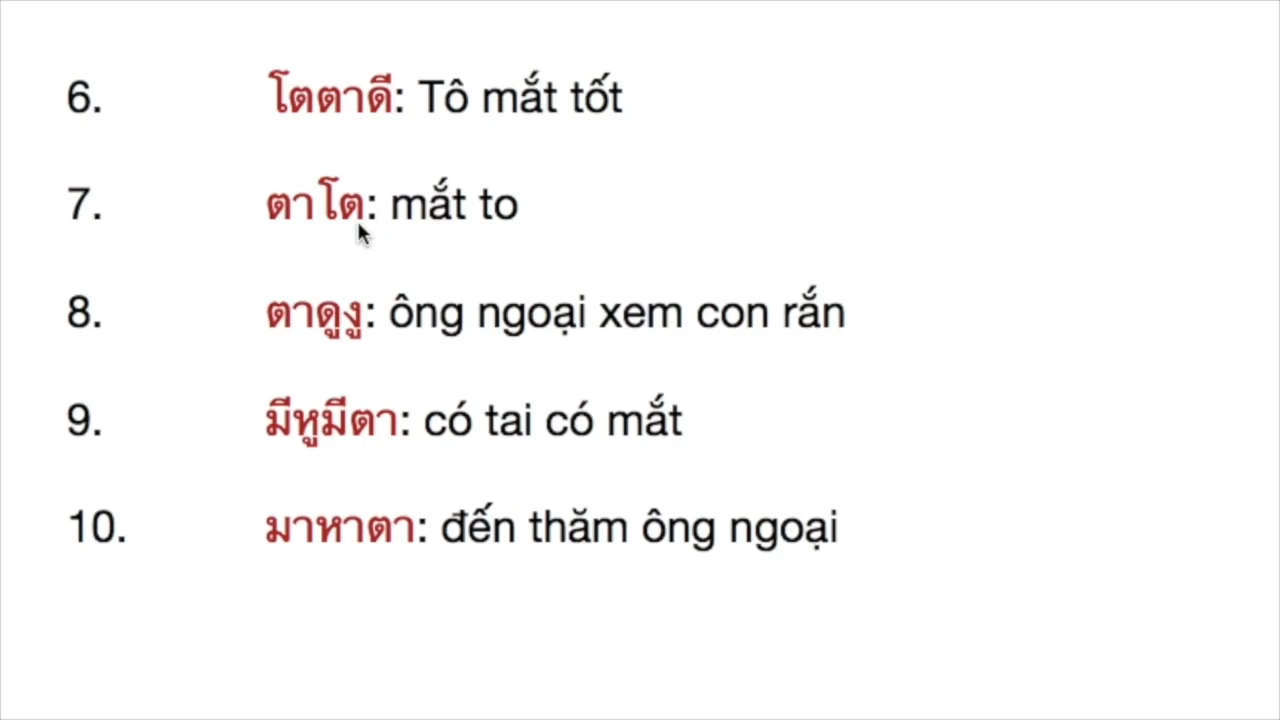 6. โตตาดี: Tô mắt tốt
7. ตาโต: mắt to
8. ตาดูงู: ông ngoại xem con rắn
9. มีหูมีตา: có tai có mắt
10. มาหาตา: đến thăm ông ngoại